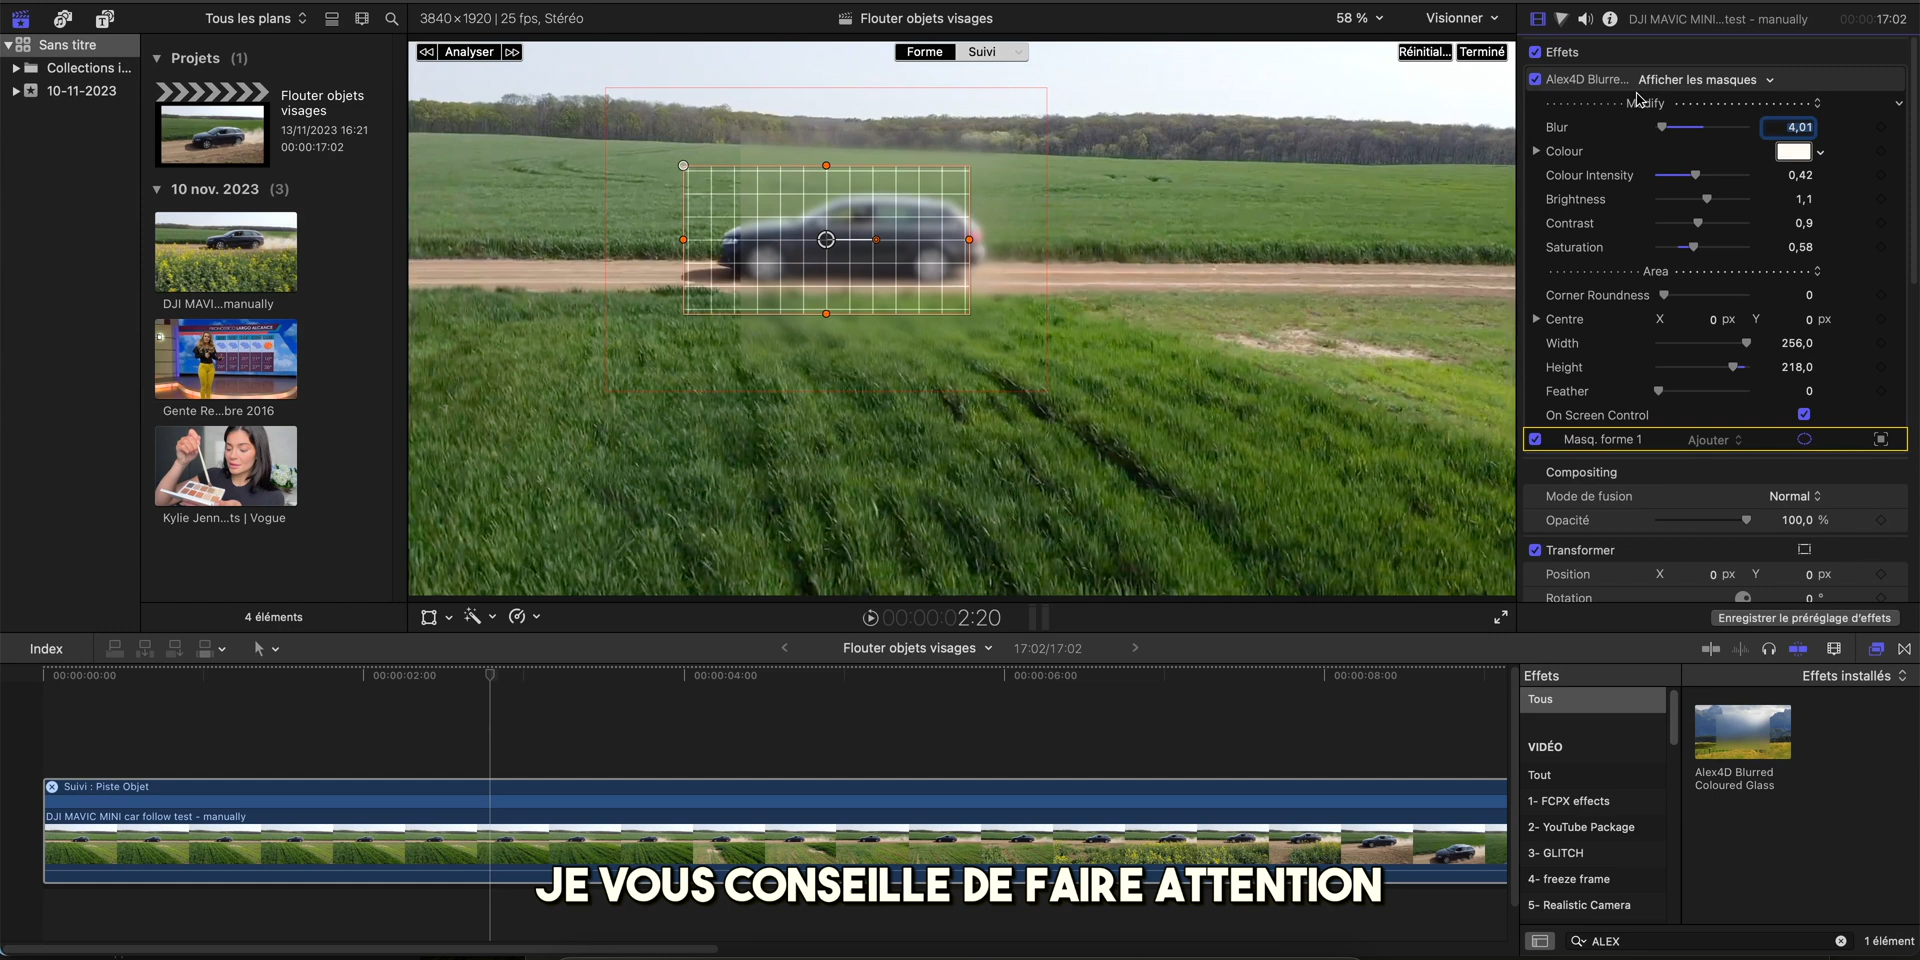 Tous les plans
3840×1920 | 25 fps, Stéréo
Flouter objets visages
58 %
Visionner
DJI MAVIC MINI...test - manually
00:00:17:02
Sans titre
Collections i...
10-11-2023
Projets (1)
Flouter objets
visages
13/11/2023 16:21
00:00:17:02
10 nov. 2023 (3)
DJI MAVI...manually
PRONÓSTICO LARGO ALCANCE
Gente Re...bre 2016
Kylie Jenn...ts | Vogue
4 éléments
Analyser
Forme
Suivi
Réinitial...
Terminé
00:00:00:02:20
Effets
Alex4D Blurre...
Afficher les masques
Modify
Blur
4,01
Colour
Colour Intensity
0,42
Brightness
1,1
Contrast
0,9
Saturation
0,58
Area
Corner Roundness
0
Centre
X
0 px
Y
0 px
Width
256,0
Height
218,0
Feather
0
On Screen Control
Masq. forme 1
Ajouter
Compositing
Mode de fusion
Normal
Opacité
100,0 %
Transformer
Position
X
0 px
Y
0 px
Rotation
0 °
Enregistrer le préréglage d'effets
Index
Flouter objets visages
17:02/17:02
00:00:00:00
00:00:02:00
00:00:04:00
00:00:06:00
00:00:08:00
Suivi : Piste Objet
DJI MAVIC MINI car follow test - manually
JE VOUS CONSEILLE DE FAIRE ATTENTION
Effets
Effets installés
Tous
VIDÉO
Tout
1- FCPX effects
2- YouTube Package
3- GLITCH
4- freeze frame
5- Realistic Camera
Alex4D Blurred
Coloured Glass
ALEX
1 élément